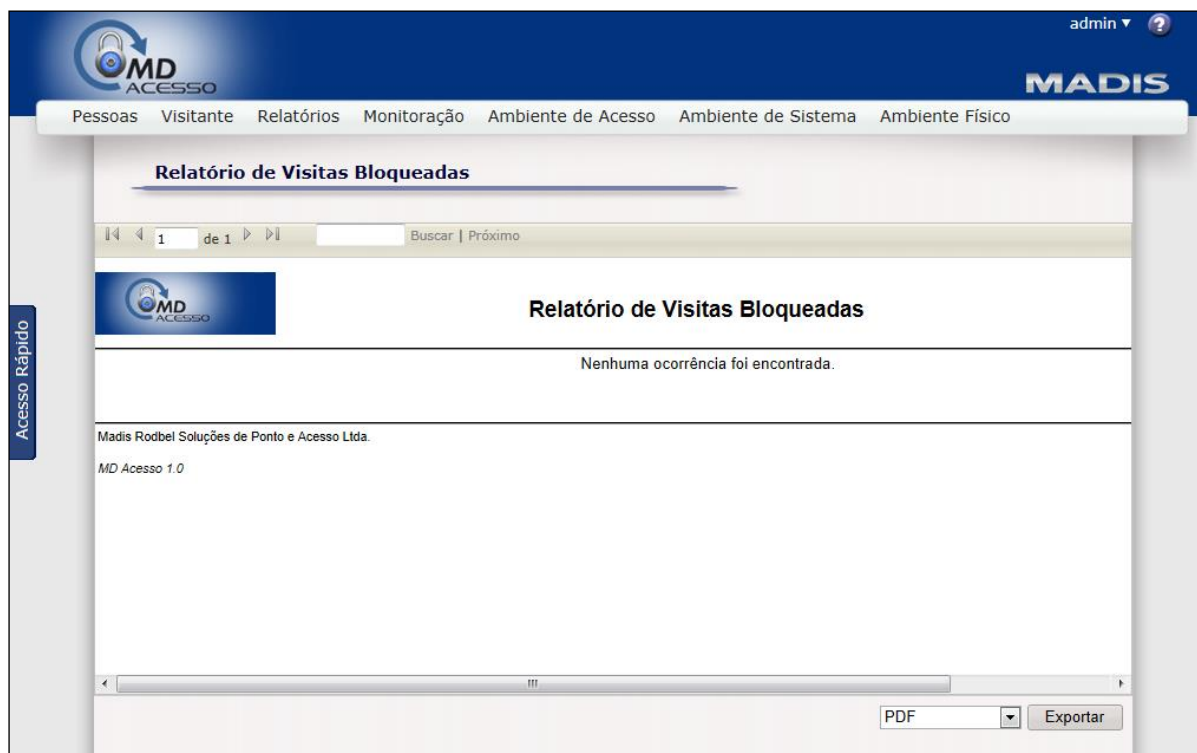 admin
?
MD
ACESSO
MADIS
Pessoas Visitante Relatórios Monitoração Ambiente de Acesso Ambiente de Sistema Ambiente Físico
Relatório de Visitas Bloqueadas
1 de 1 Buscar | Próximo
MD
ACESSO
Relatório de Visitas Bloqueadas
Nenhuma ocorrência foi encontrada.
Acesso Rápido
Madis Rodbel Soluções de Ponto e Acesso Ltda.
MD Acesso 1.0
PDF Exportar